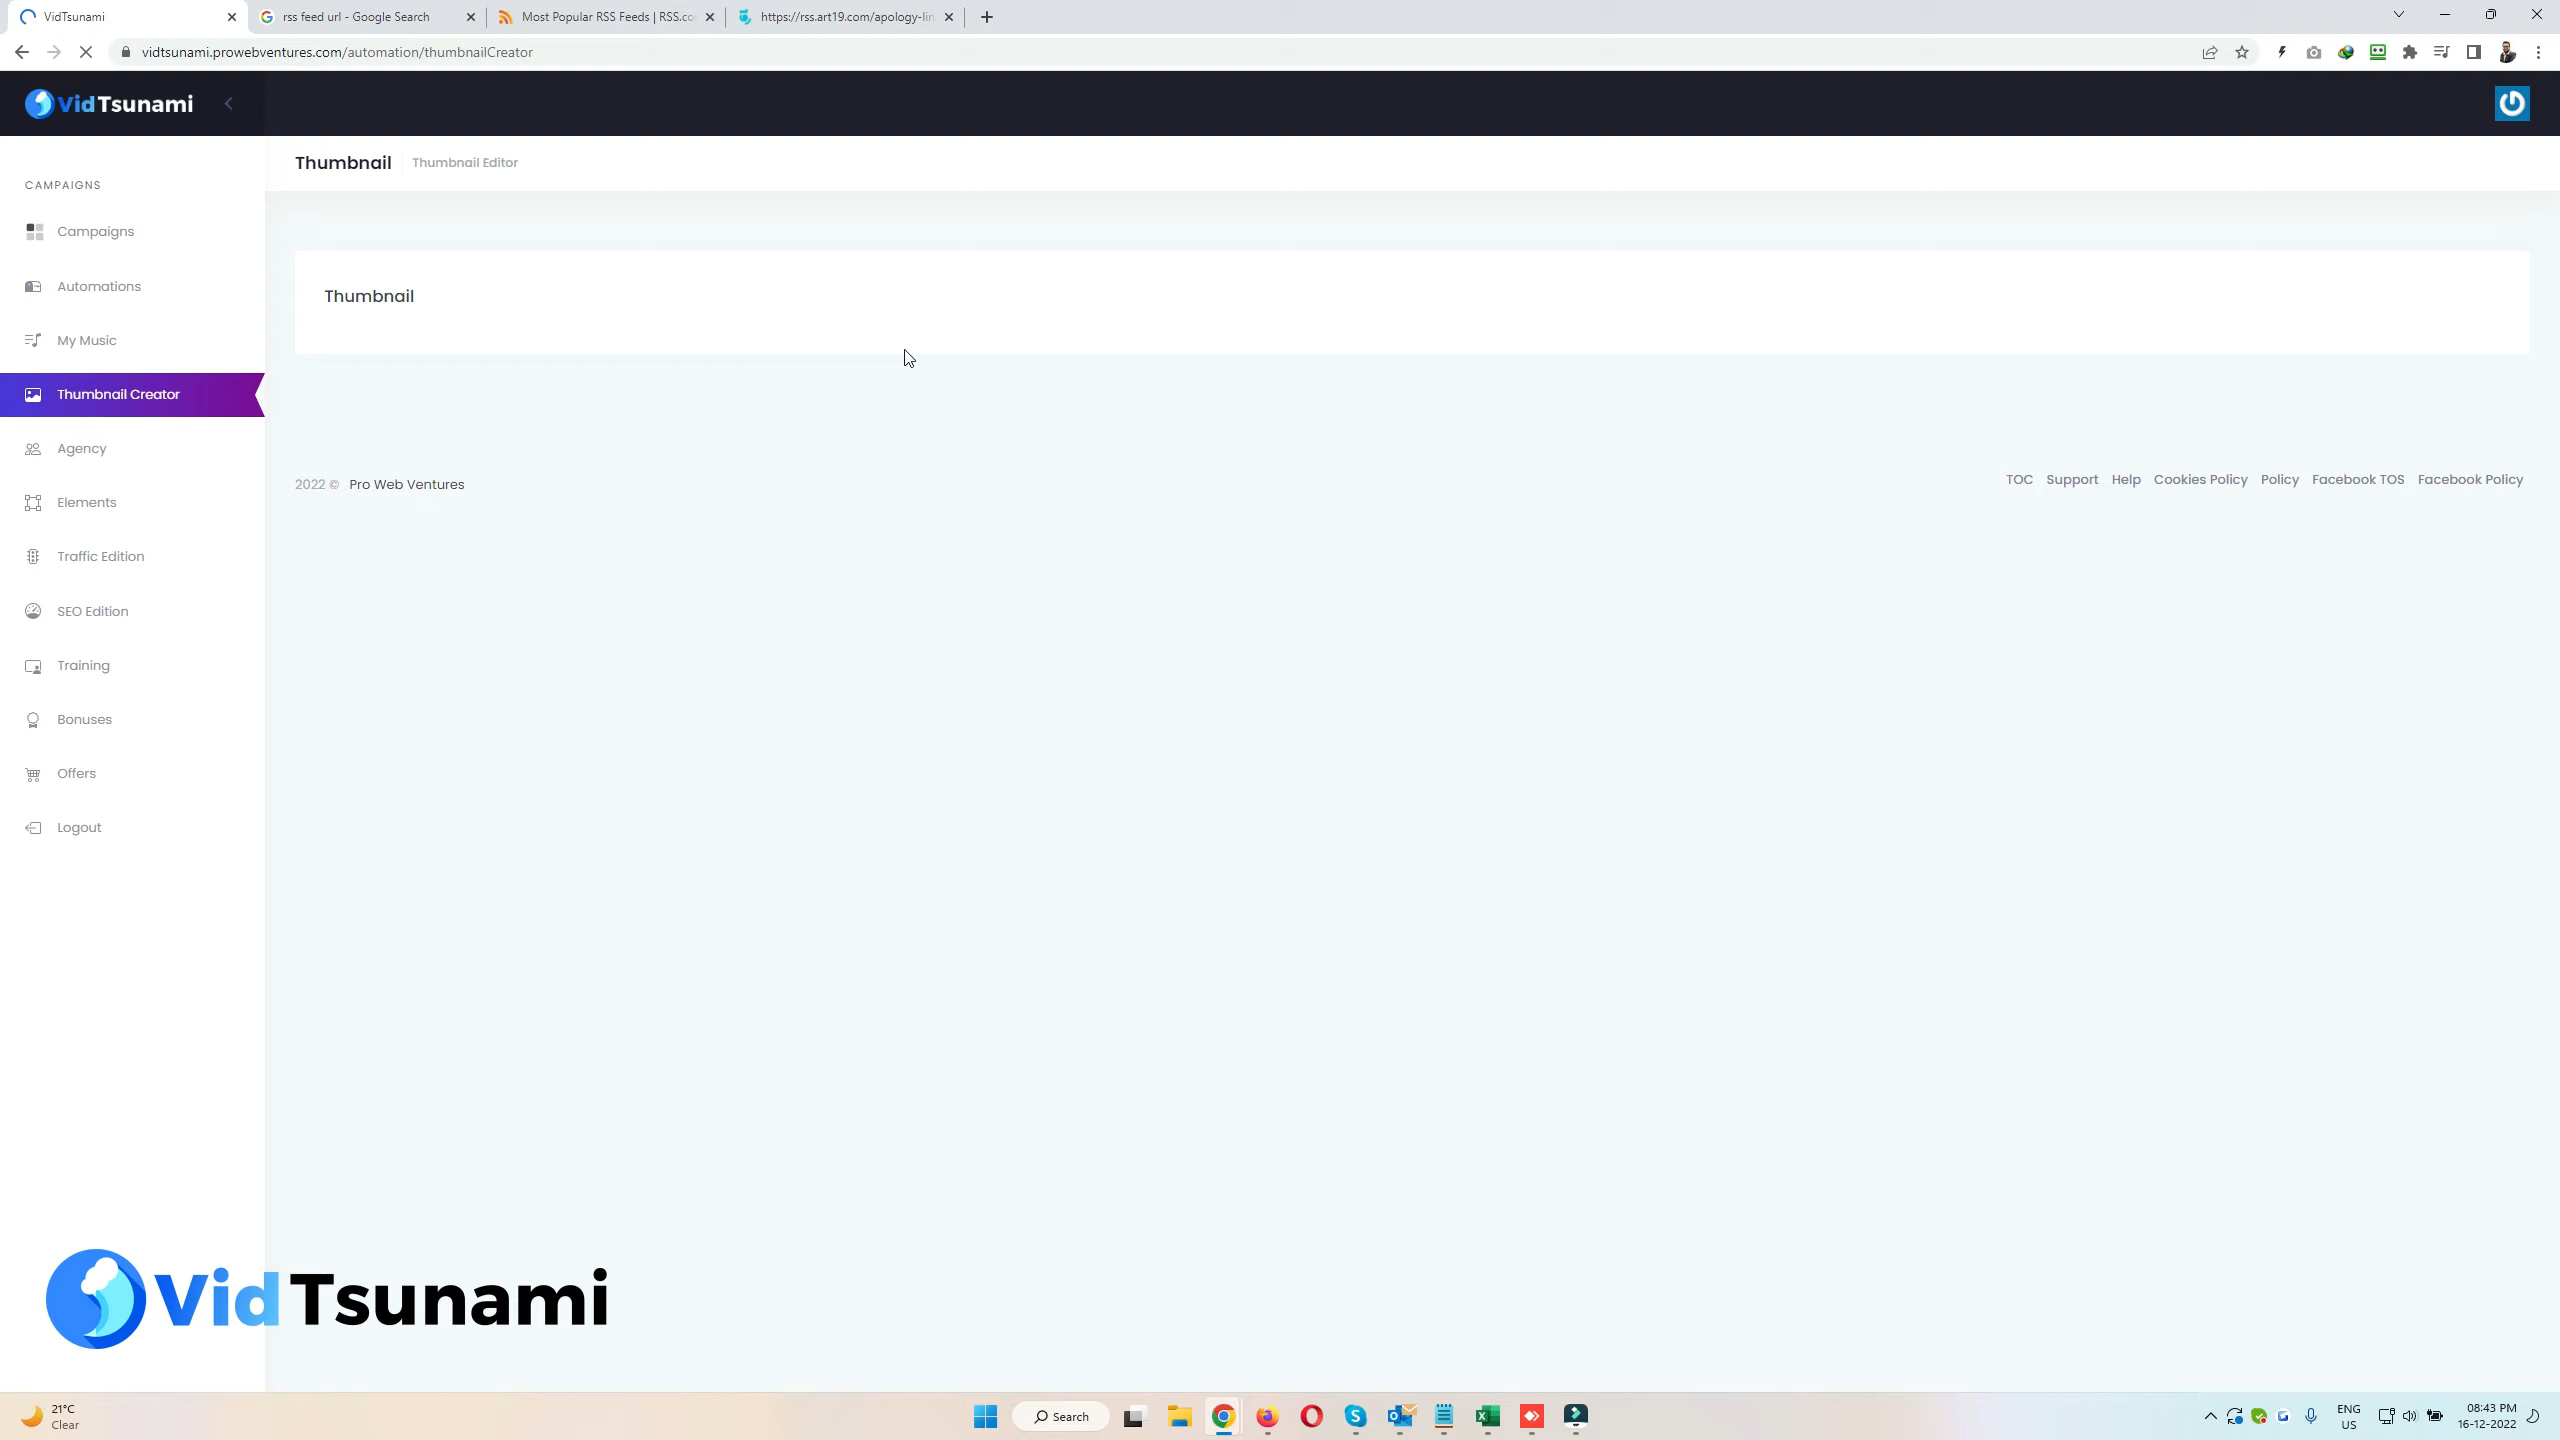 VidTsunami
rss feed url - Google Search
Most Popular RSS Feeds | RSS.co
https://rss.art19.com/apology-lin
vidtsunami.prowebventures.com/automation/thumbnailCreator
VidTsunami
Thumbnail
Thumbnail Editor
CAMPAIGNS
Campaigns
Automations
My Music
Thumbnail Creator
Agency
Elements
Traffic Edition
SEO Edition
Training
Bonuses
Offers
Logout
Thumbnail
2022 © Pro Web Ventures
TOC Support Help Cookies Policy Policy Facebook TOS Facebook Policy
VidTsunami
21°C
Clear
Search
ENG
US
08:43 PM
16-12-2022